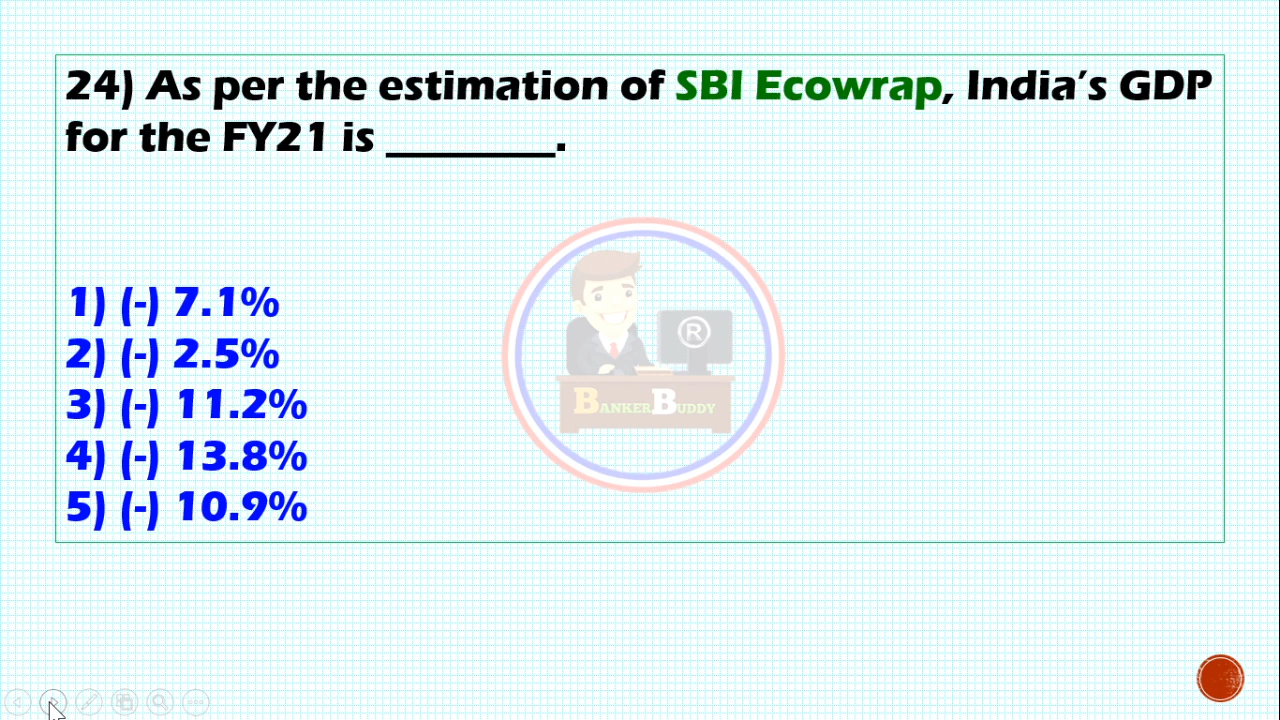 24) As per the estimation of SBI Ecowrap, India’s GDP
for the FY21 is ________.
1) (-) 7.1%
2) (-) 2.5%
3) (-) 11.2%
4) (-) 13.8%
5) (-) 10.9%
®
BANKER BUDDY